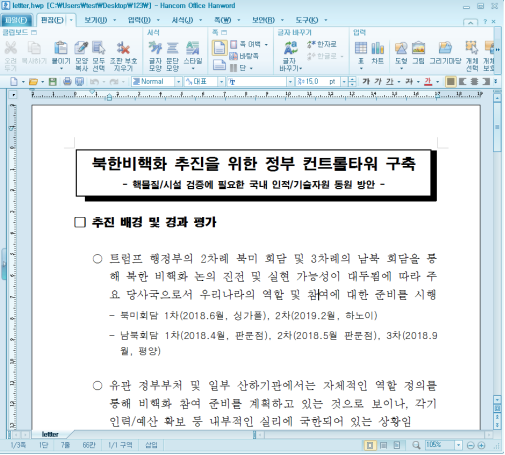 letter.hwp [C:\Users\test\Desktop\123\] - Hancom Office Hanword
파일(F) 편집(E) 보기(U) 입력(D) 서식(J) 쪽(W) 보안(B) 도구(K)
클립보드 서식 쪽 글자 바꾸기 입력
쪽 여백 한자로
바탕쪽 한글로
단
오려 복사하기 붙이기 모양 모두 조판 부호 글자 문단 스타일 글자 표 차트 도형 그림 그리기마당 개체 개체
두기 복사 선택 지우기 모양 모양 바꾸기 선택 보호
Normal 대표 15.0 pt 가 가 가 가 가 가
북한비핵화 추진을 위한 정부 컨트롤타워 구축
- 핵물질/시설 검증에 필요한 국내 인적/기술자원 동원 방안 -
□ 추진 배경 및 경과 평가
○ 트럼프 행정부의 2차례 북미 회담 및 3차례의 남북 회담을 통
해 북한 비핵화 논의 진전 및 실현 가능성이 대두됨에 따라 주
요 당사국으로서 우리나라의 역할 및 참여에 대한 준비를 시행
- 북미회담 1차(2018.6월, 싱가폴), 2차(2019.2월, 하노이)
- 남북회담 1차(2018.4월, 판문점), 2차(2018.5월 판문점), 3차(2018.9
월, 평양)
○ 유관 정부부처 및 일부 산하기관에서는 자체적인 역할 정의를
통해 비핵화 참여 준비를 계획하고 있는 것으로 보이나, 각기
인력/예산 확보 등 내부적인 실리에 국한되어 있는 상황임
letter
1/3쪽 1단 7줄 66칸 1/1 구역 삽입 105%